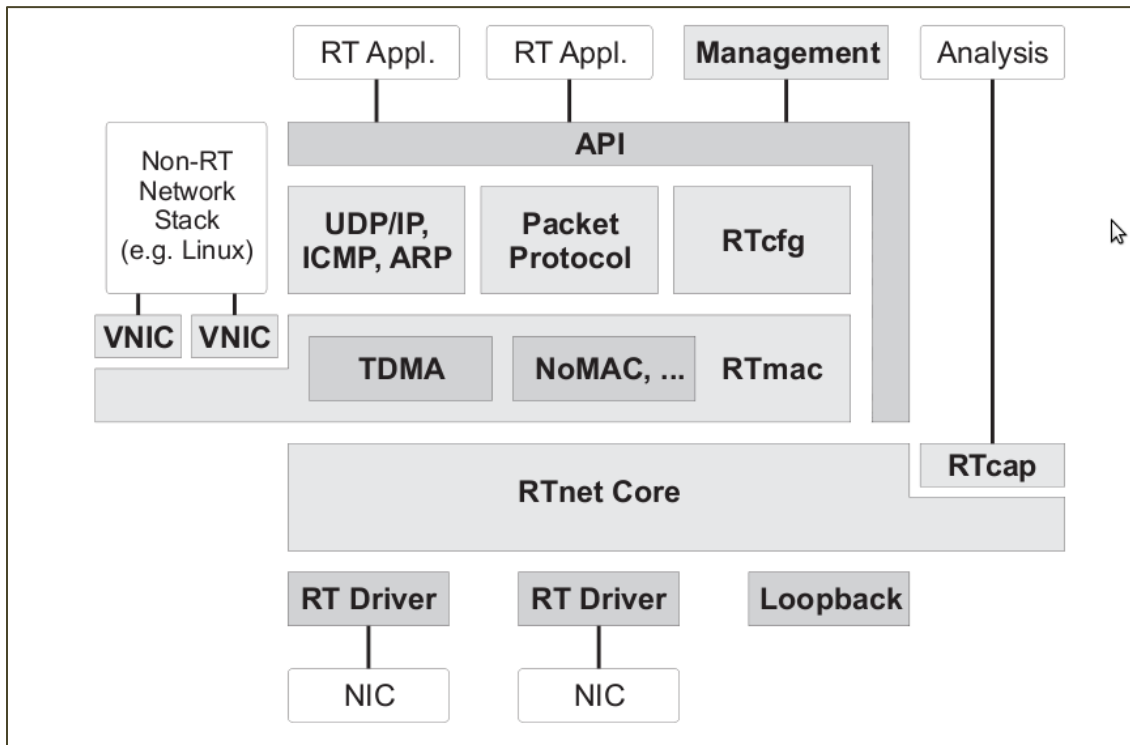 RT Appl.
RT Appl.
Management
Analysis
API
Non-RT
Network
Stack
(e.g. Linux)
UDP/IP,
ICMP, ARP
Packet
Protocol
RTcfg
VNIC
VNIC
TDMA
NoMAC, ...
RTmac
RTcap
RTnet Core
RT Driver
RT Driver
Loopback
NIC
NIC